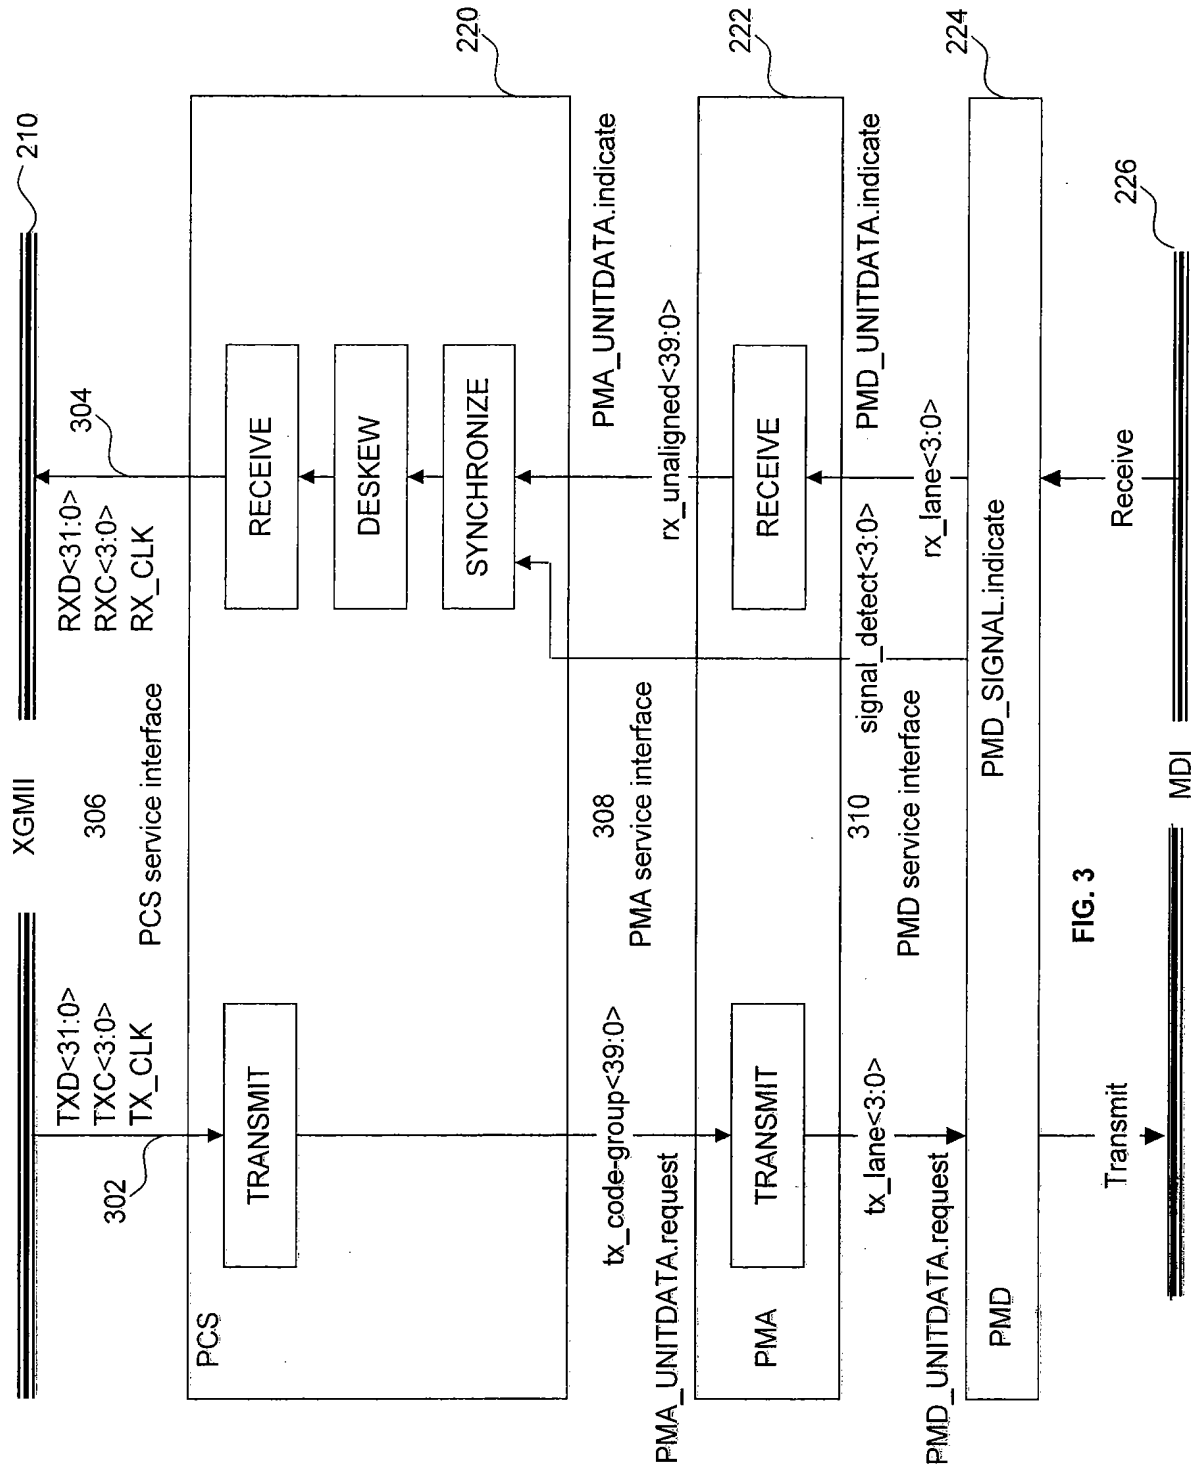 XGMII
210
TXD<31:0>
TXC<3:0>
TX_CLK
302
306
PCS service interface
RXD<31:0>
RXC<3:0>
RX_CLK
304
PCS
220
TRANSMIT
RECEIVE
DESKEW
SYNCHRONIZE
tx_code-group<39:0>
PMA_UNITDATA.request
308
PMA service interface
PMA_UNITDATA.indicate
rx_unaligned<39:0>
PMA
222
TRANSMIT
RECEIVE
tx_lane<3:0>
PMD_UNITDATA.request
310
PMD service interface
signal_detect<3:0>
PMD_UNITDATA.indicate
rx_lane<3:0>
PMD
PMD_SIGNAL.indicate
224
Transmit
FIG. 3
Receive
226
MDI